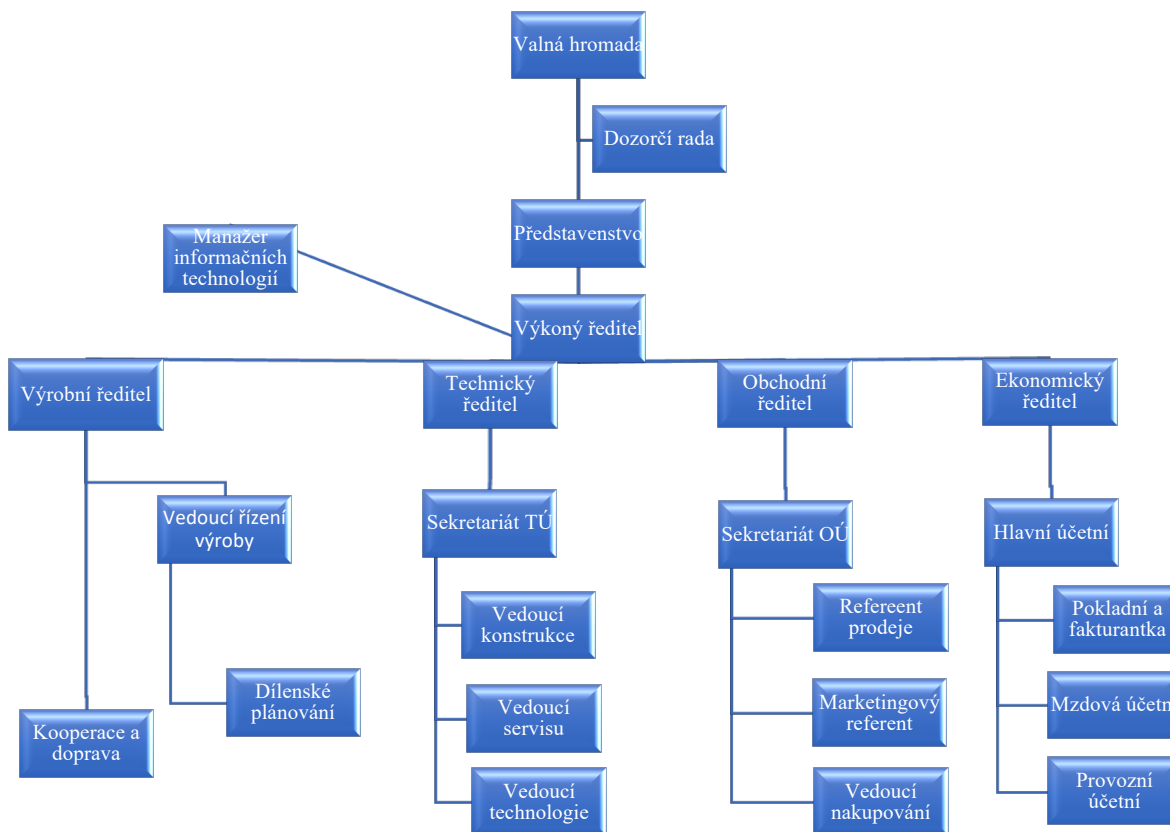 Valná hromada
Dozorčí rada
Představenstvo
Manažer
informačních
technologií
Výkoný ředitel
Výrobní ředitel
Technický
ředitel
Obchodní
ředitel
Ekonomický
ředitel
Vedoucí řízení
výroby
Sekretariát TÚ
Sekretariát OÚ
Hlavní účetní
Vedoucí
konstrukce
Refereent
prodeje
Pokladní a
fakturantka
Kooperace a
doprava
Dílenské
plánování
Vedoucí
servisu
Marketingový
referent
Mzdová účetn
Vedoucí
technologie
Vedoucí
nakupování
Provozní
účetní